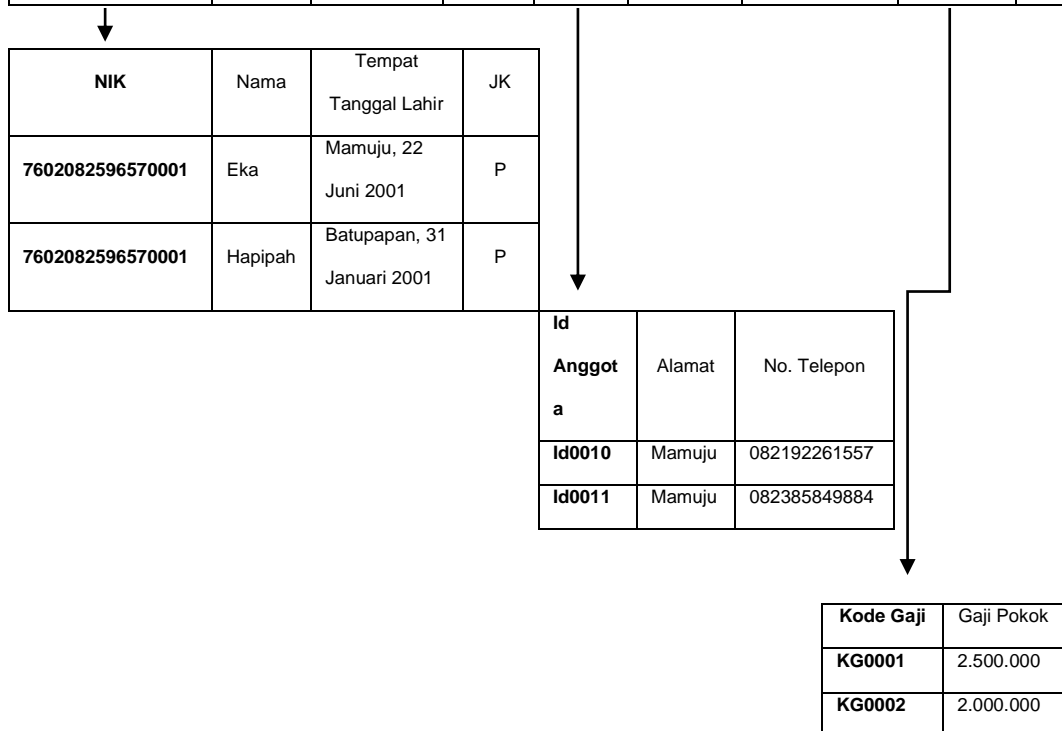 NIK Nama Tempat Tanggal Lahir JK
7602082596570001 Eka Mamuju, 22 Juni 2001 P
7602082596570001 Hapipah Batupapan, 31 Januari 2001 P
Id Anggot a Alamat No. Telepon
Id0010 Mamuju 082192261557
Id0011 Mamuju 082385849884
Kode Gaji Gaji Pokok
KG0001 2.500.000
KG0002 2.000.000